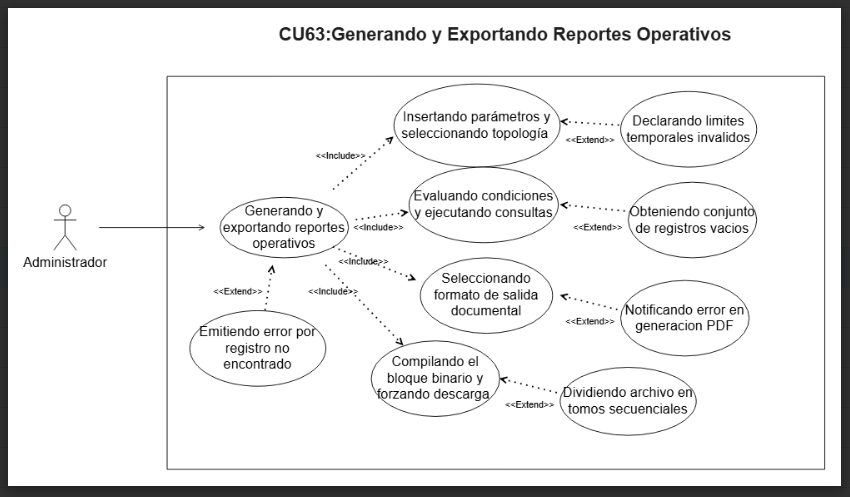 CU63:Generando y Exportando Reportes Operativos
Insertando parámetros y
seleccionando topología
Declarando limites
temporales invalidos
<<Extend>>
<<Include>>
Evaluando condiciones
y ejecutando consultas
Obteniendo conjunto
de registros vacios
<<Extend>>
<<Include>>
Generando y
exportando reportes
operativos
Administrador
<<Include>>
Seleccionando
formato de salida
documental
Notificando error en
generacion PDF
<<Extend>>
<<Extend>>
<<Include>>
Emitiendo error por
registro no
encontrado
Compilando el
bloque binario y
forzando descarga
Dividiendo archivo en
tomos secuenciales
<<Extend>>